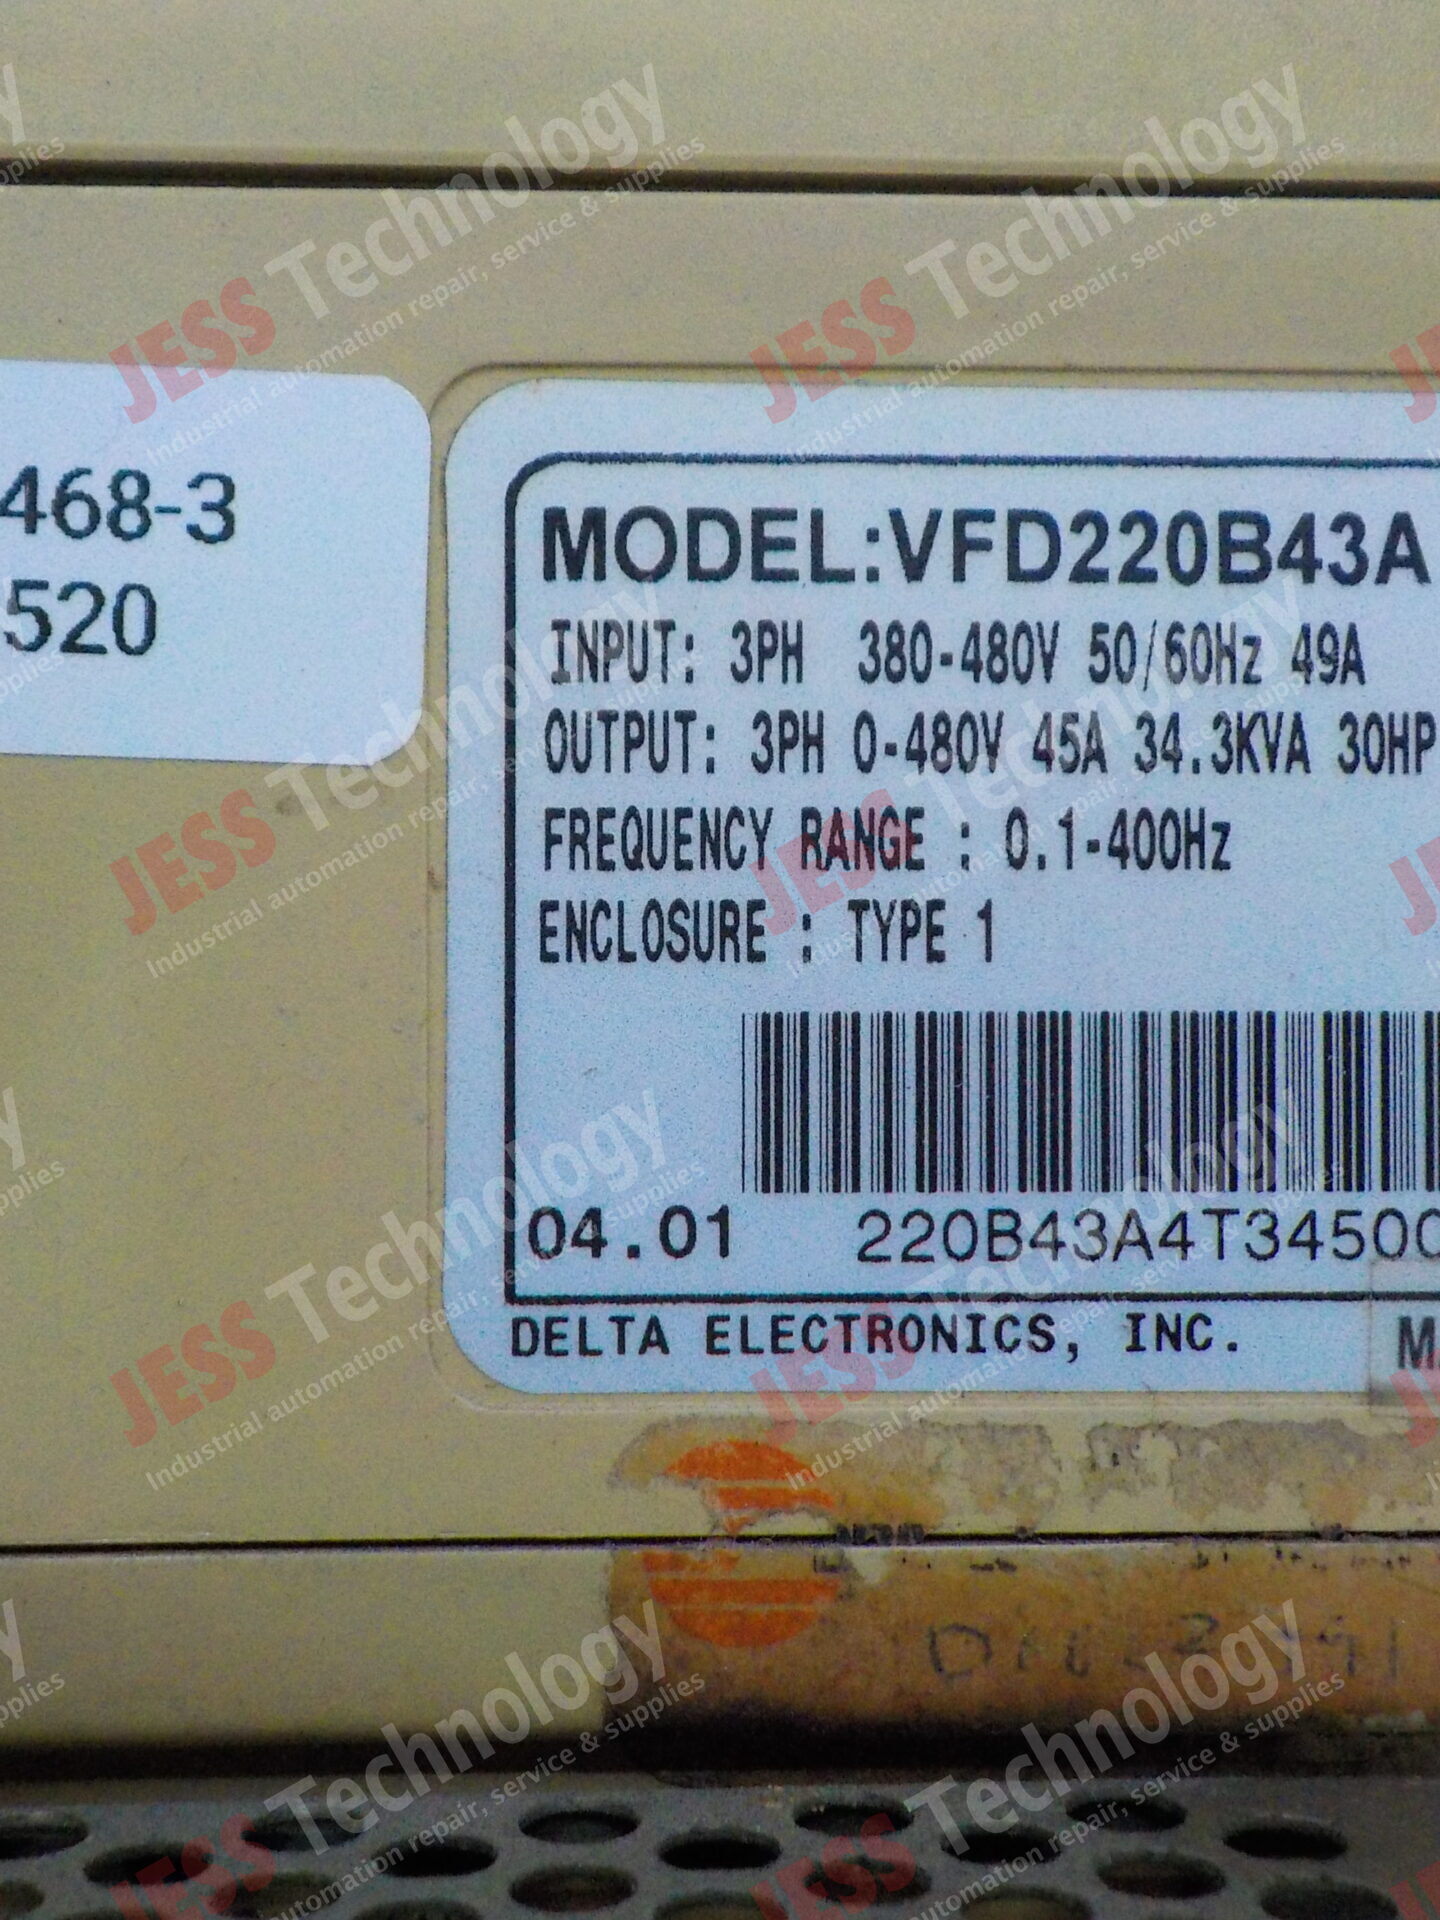 468-3
520
MODEL:VFD220B43A
INPUT: 3PH 380-480V 50/60Hz 49A
OUTPUT: 3PH 0-480V 45A 34.3KVA 30HP
FREQUENCY RANGE : 0.1-400Hz
ENCLOSURE : TYPE 1
04.01 220B43A4T34500
DELTA ELECTRONICS, INC.
JESS Technology
Industrial automation repair, service & supplies